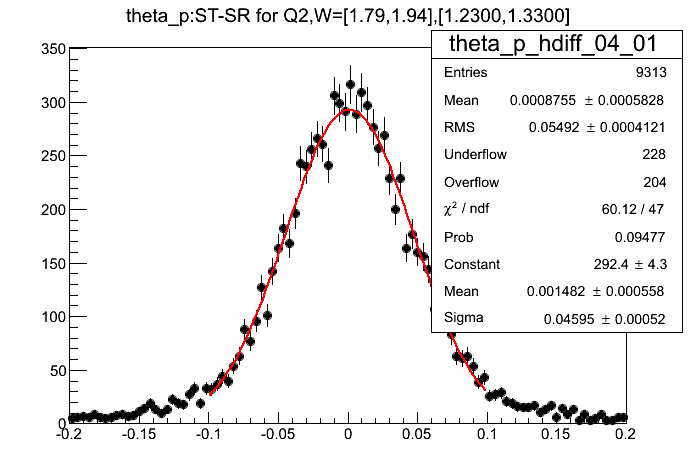 theta_p:ST-SR for Q2,W=[1.79,1.94],[1.2300,1.3300]
theta_p_hdiff_04_01
Entries 9313
Mean 0.0008755 ± 0.0005828
RMS 0.05492 ± 0.0004121
Underflow 228
Overflow 204
χ² / ndf 60.12 / 47
Prob 0.09477
Constant 292.4 ± 4.3
Mean 0.001482 ± 0.000558
Sigma 0.04595 ± 0.00052
350
300
250
200
150
100
50
0
-0.2 -0.15 -0.1 -0.05 0 0.05 0.1 0.15 0.2